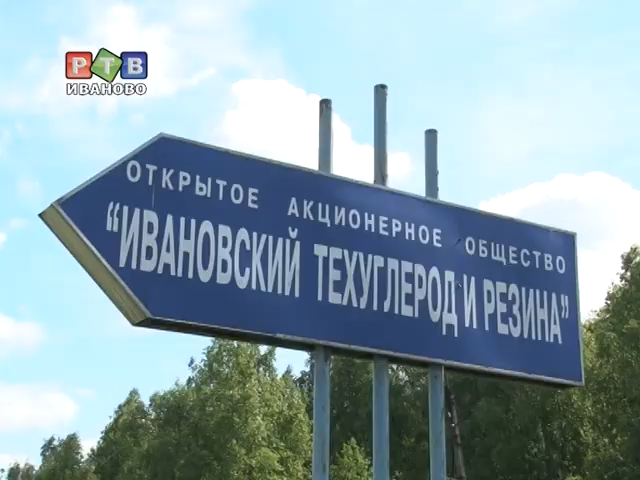 РТВ
ИВАНОВО
ОТКРЫТОЕ АКЦИОНЕРНОЕ ОБЩЕСТВО
“ИВАНОВСКИЙ ТЕХУГЛЕРОД И РЕЗИНА”